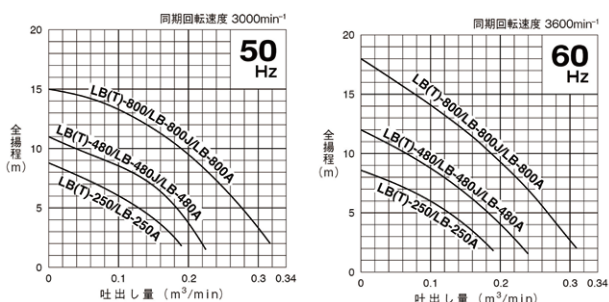 同期回転速度 3000min⁻¹
50
Hz
20
15
10
5
0
全揚程
(m)
LB(T)-800/LB-800J/LB-800A
LB(T)-480/LB-480J/LB-480A
LB(T)-250/LB-250A
0 0.1 0.2 0.3 0.34
吐出し量 (m³/min)
同期回転速度 3600min⁻¹
60
Hz
20
15
10
5
0
全揚程
(m)
LB(T)-800/LB-800J/LB-800A
LB(T)-480/LB-480J/LB-480A
LB(T)-250/LB-250A
0 0.1 0.2 0.3 0.34
吐出し量 (m³/min)